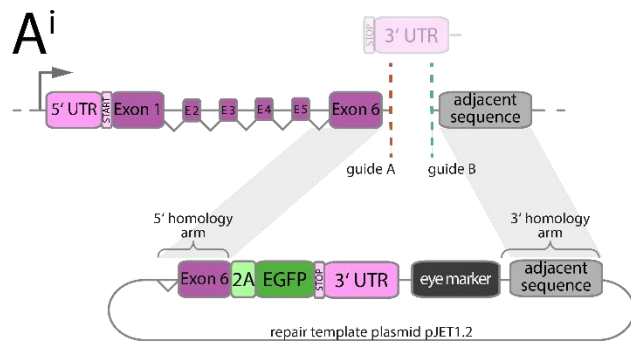 Aⁱ
STOP 3′ UTR
5′ UTR START Exon 1 E2 E3 E4 E5 Exon 6 adjacent
sequence
guide A guide B
5′ homology
arm
3′ homology
arm
Exon 6 2A EGFP STOP 3′ UTR eye marker adjacent
sequence
repair template plasmid pJET1.2